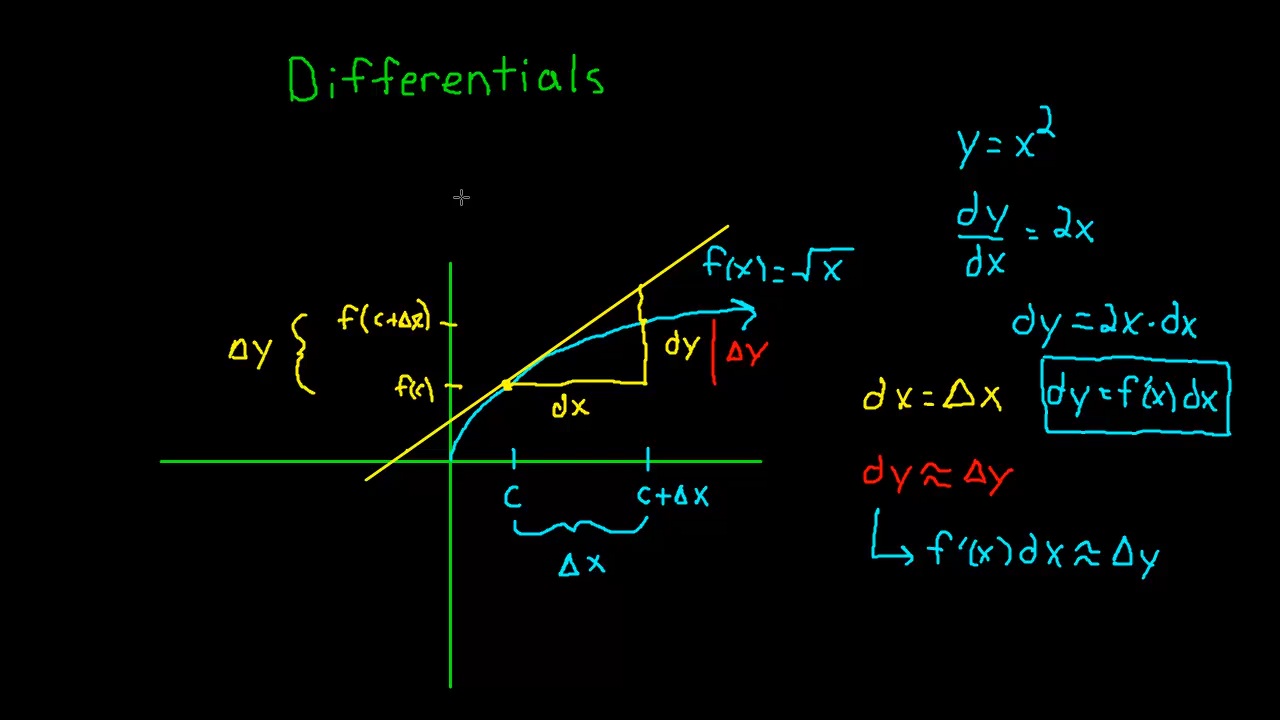 Differentials
y = x²
dy/dx = 2x
f(x) = √x
f(c+Δx)
Δy {
dy | Δy
dy = 2x · dx
f(c)
dx
dx = Δx
dy = f'(x) dx
dy ≈ Δy
c
c+Δx
Δx
f'(x) dx ≈ Δy